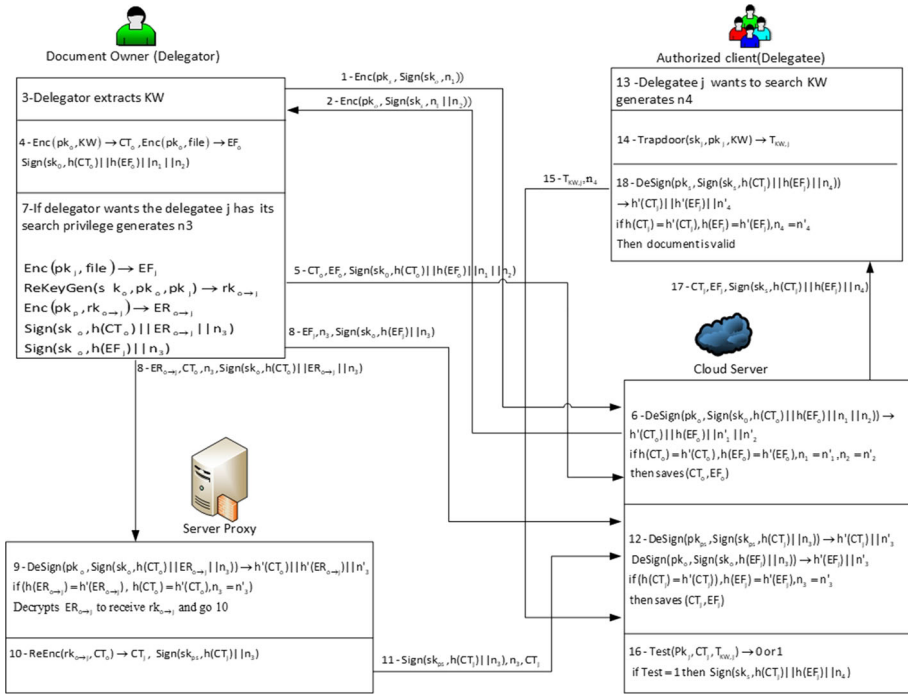 Document Owner (Delegator)
3-Delegator extracts KW
4-Enc(pkₒ,KW)→CTₒ,Enc(pkₒ,file)→EFₒ
Sign(skₒ,h(CTₒ)||h(EFₒ)||n₁||n₂)
7-If delegator wants the delegatee j has its
search privilege generates n3
Enc(pkⱼ,file)→EFⱼ
ReKeyGen(s kₒ,pkₒ,pkⱼ)→rkₒ→ⱼ
Enc(pkₚ,rkₒ→ⱼ)→ERₒ→ⱼ
Sign(skₒ,h(CTₒ)||ERₒ→ⱼ||n₃)
Sign(skₒ,h(EFⱼ)||n₃)
1-Enc(pkₛ,Sign(skₒ,n₁))
2-Enc(pkₒ,Sign(skₛ,n₁||n₂))
5-CTₒ,EFₒ,Sign(skₒ,h(CTₒ)||h(EFₒ)||n₁||n₂)
8-EFⱼ,n₃,Sign(skₒ,h(EFⱼ)||n₃)
8-ERₒ→ⱼ,CTₒ,n₃,Sign(skₒ,h(CTₒ)||ERₒ→ⱼ||n₃)
Authorized client(Delegatee)
13-Delegatee j wants to search KW
generates n4
14-Trapdoor(skⱼ,pkⱼ,KW)→T_KW,j
18-DeSign(pkₛ,Sign(skₛ,h(CTⱼ)||h(EFⱼ)||n₄))
→h'(CTⱼ)||h'(EFⱼ)||n'₄
if h(CTⱼ)=h'(CTⱼ),h(EFⱼ)=h'(EFⱼ),n₄=n'₄
Then document is valid
15-T_KW,j,n₄
17-CTⱼ,EFⱼ,Sign(skₛ,h(CTⱼ)||h(EFⱼ)||n₄)
Cloud Server
6-DeSign(pkₒ,Sign(skₒ,h(CTₒ)||h(EFₒ)||n₁||n₂))→
h'(CTₒ)||h(EFₒ)||n'₁||n'₂
if h(CTₒ)=h'(CTₒ),h(EFₒ)=h'(EFₒ),n₁=n'₁,n₂=n'₂
then saves(CTₒ,EFₒ)
12-DeSign(pkₚₛ,Sign(skₚₛ,h(CTⱼ)||n₃))→h'(CTⱼ)||n'₃
DeSign(pkₒ,Sign(skₒ,h(EFⱼ)||n₃))→h'(EFⱼ)||n'₃
if(h(CTⱼ)=h'(CTⱼ)),h(EFⱼ)=h'(EFⱼ),n₃=n'₃
then saves(CTⱼ,EFⱼ)
16-Test(Pkⱼ,CTⱼ,T_KW,j)→0 or 1
if Test=1 then Sign(skₛ,h(CTⱼ)||h(EFⱼ)||n₄)
Server Proxy
9-DeSign(pkₒ,Sign(skₒ,h(CTₒ)||ERₒ→ⱼ||n₃))→h'(CTₒ)||h'(ERₒ→ⱼ)||n'₃
if(h(ERₒ→ⱼ)=h'(ERₒ→ⱼ), h(CTₒ)=h'(CTₒ),n₃=n'₃)
Decrypts ERₒ→ⱼ to receive rkₒ→ⱼ and go 10
10-ReEnc(rkₒ→ⱼ,CTₒ)→CTⱼ, Sign(skₚₛ,h(CTⱼ)||n₃)
11-Sign(skₚₛ,h(CTⱼ)||n₃),n₃,CTⱼ